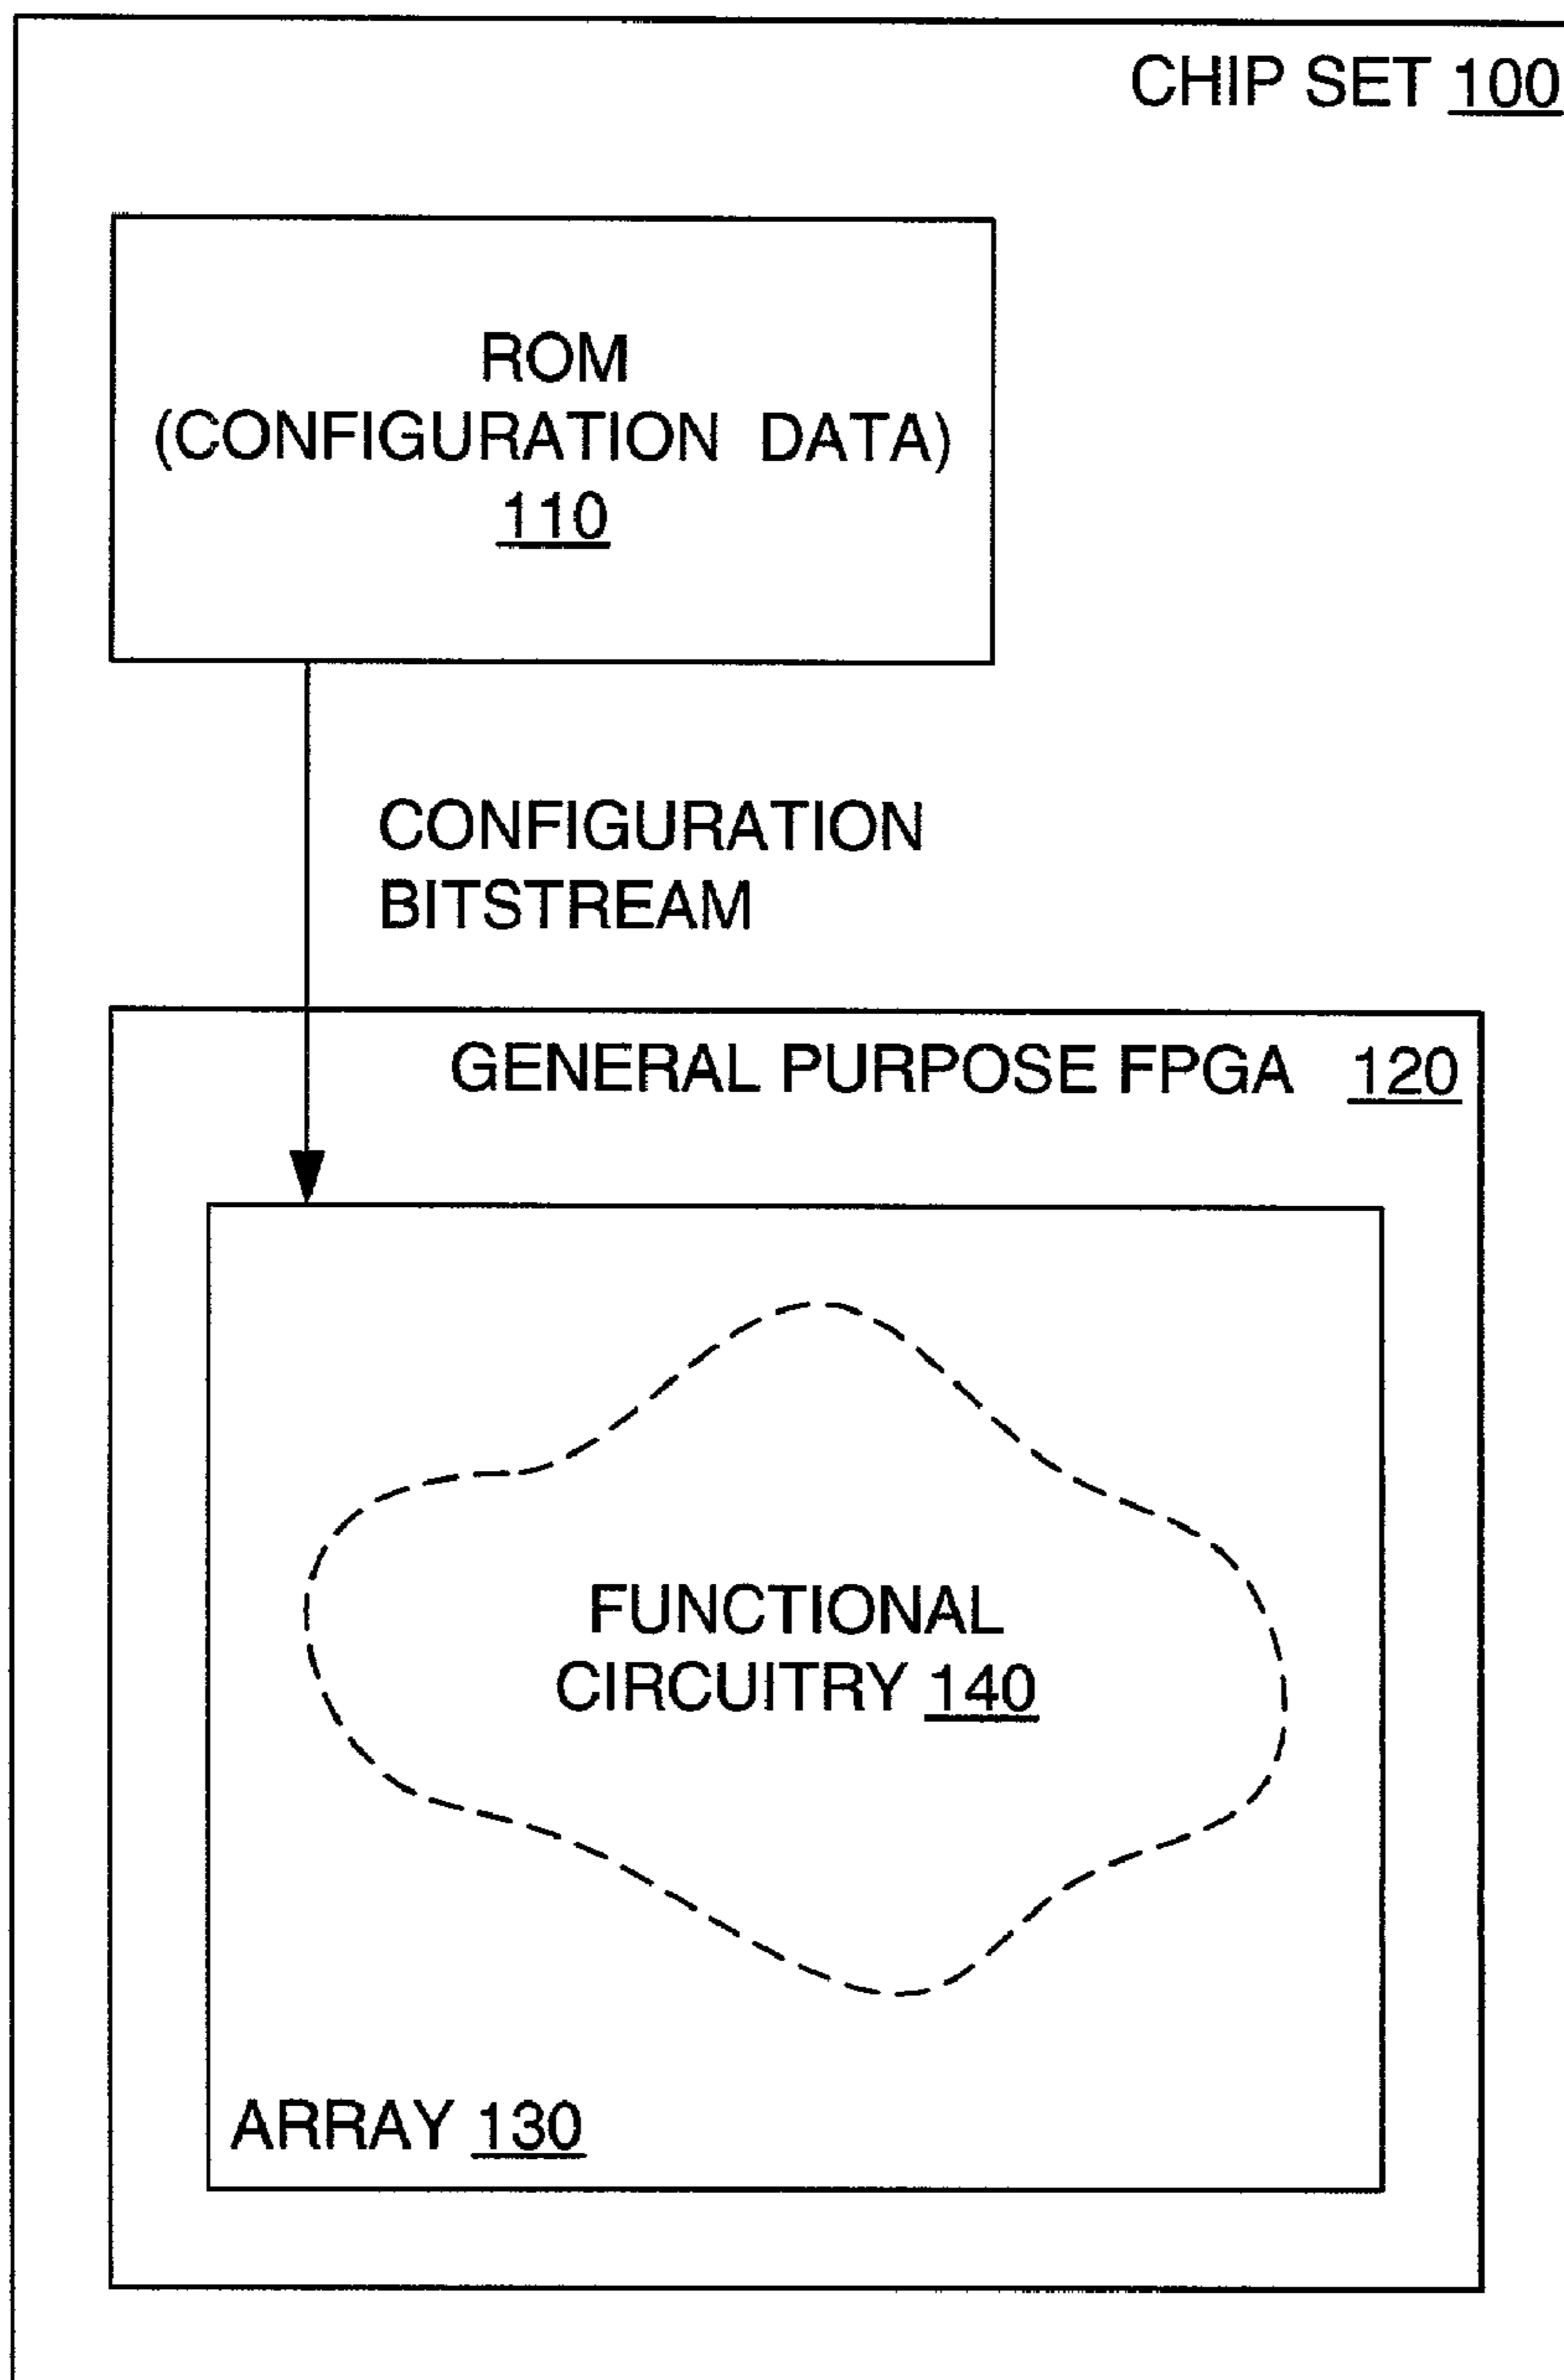 CHIP SET 100
ROM
(CONFIGURATION DATA)
110
CONFIGURATION
BITSTREAM
GENERAL PURPOSE FPGA 120
FUNCTIONAL
CIRCUITRY 140
ARRAY 130